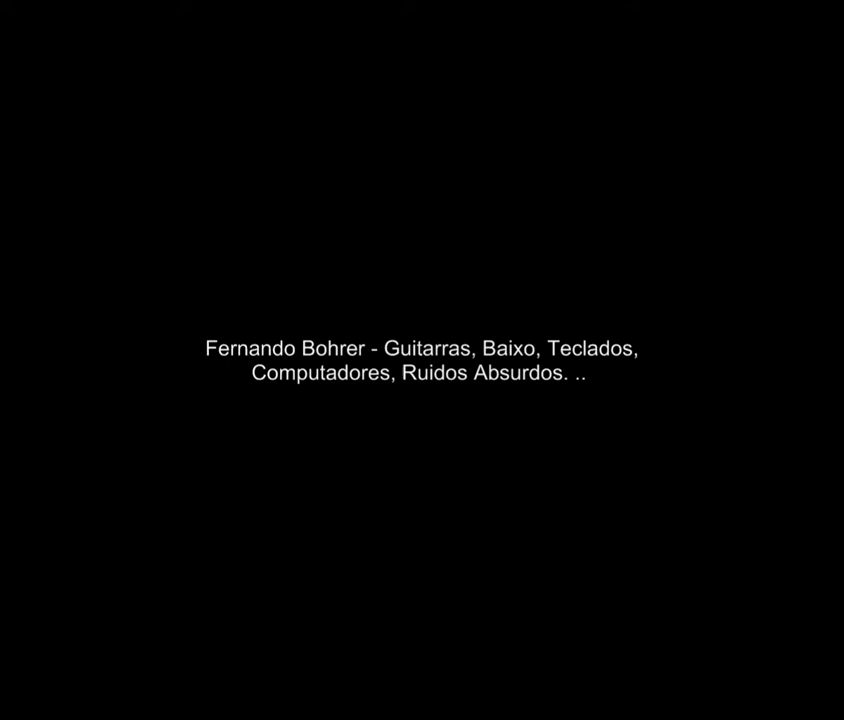 Fernando Bohrer - Guitarras, Baixo, Teclados,
Computadores, Ruidos Absurdos. ..